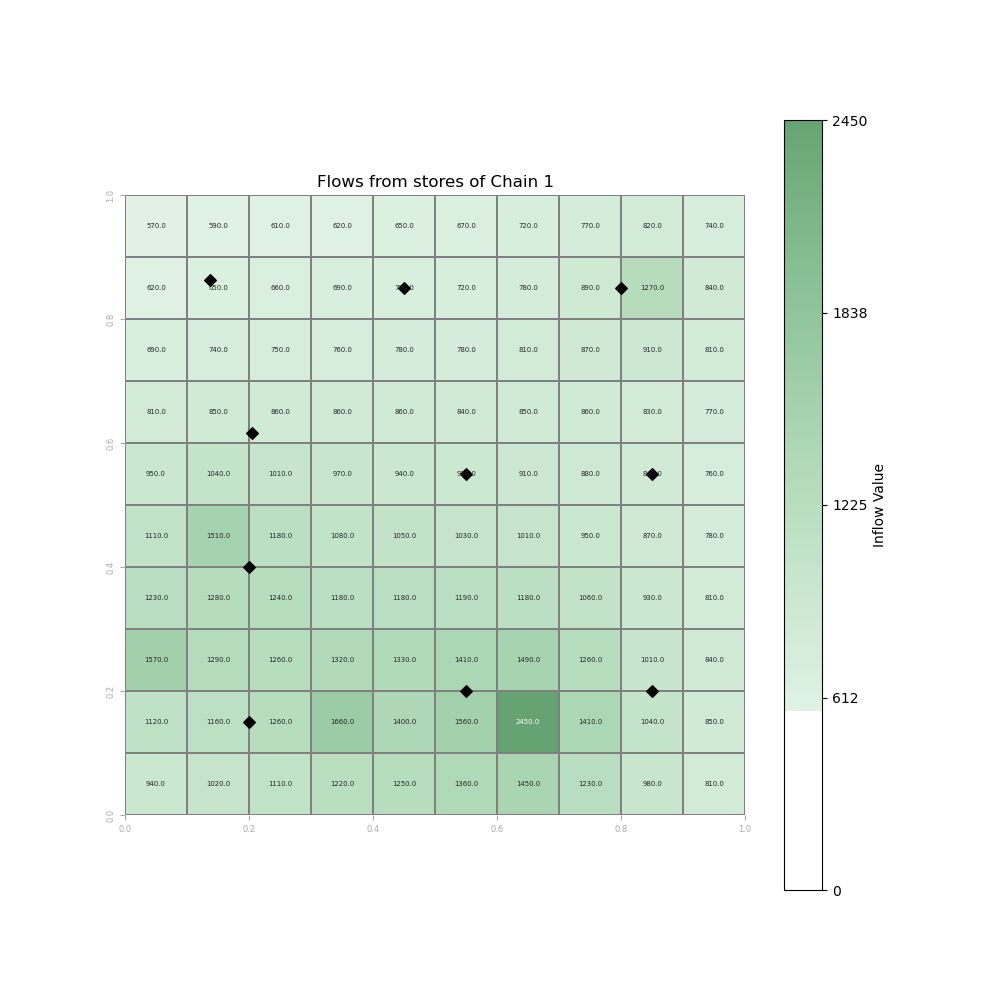 Flows from stores of Chain 1
570.0 590.0 610.0 620.0 650.0 670.0 720.0 770.0 820.0 740.0
620.0 650.0 660.0 690.0 720.0 780.0 890.0 1270.0 840.0
690.0 740.0 750.0 760.0 780.0 780.0 810.0 870.0 910.0 810.0
810.0 850.0 860.0 860.0 860.0 840.0 850.0 860.0 830.0 770.0
950.0 1040.0 1010.0 970.0 940.0 910.0 880.0 760.0
1110.0 1510.0 1180.0 1080.0 1050.0 1030.0 1010.0 950.0 870.0 780.0
1230.0 1280.0 1240.0 1180.0 1180.0 1190.0 1180.0 1060.0 930.0 810.0
1570.0 1290.0 1260.0 1320.0 1330.0 1410.0 1490.0 1260.0 1010.0 840.0
1120.0 1160.0 1260.0 1660.0 1400.0 1560.0 2450.0 1410.0 1040.0 850.0
940.0 1020.0 1110.0 1220.0 1250.0 1360.0 1450.0 1230.0 980.0 810.0
1.0
0.8
0.6
0.4
0.2
0.0
0.0 0.2 0.4 0.6 0.8 1.0
2450
1838
1225
612
0
Inflow Value